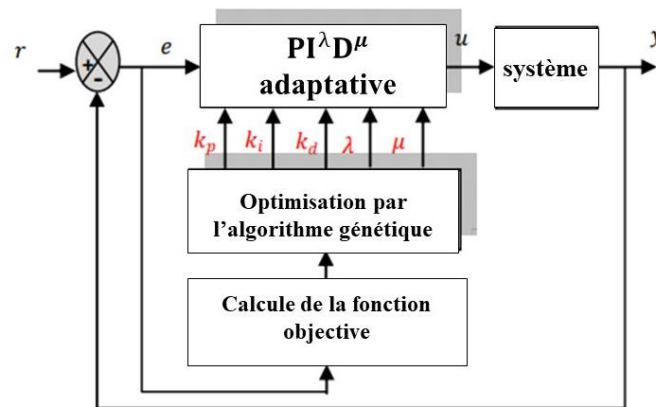 r
e
+
-
PI^λD^μ
adaptative
u
système
y
k_p
k_i
k_d
λ
μ
Optimisation par
l'algorithme génétique
Calcule de la fonction
objective